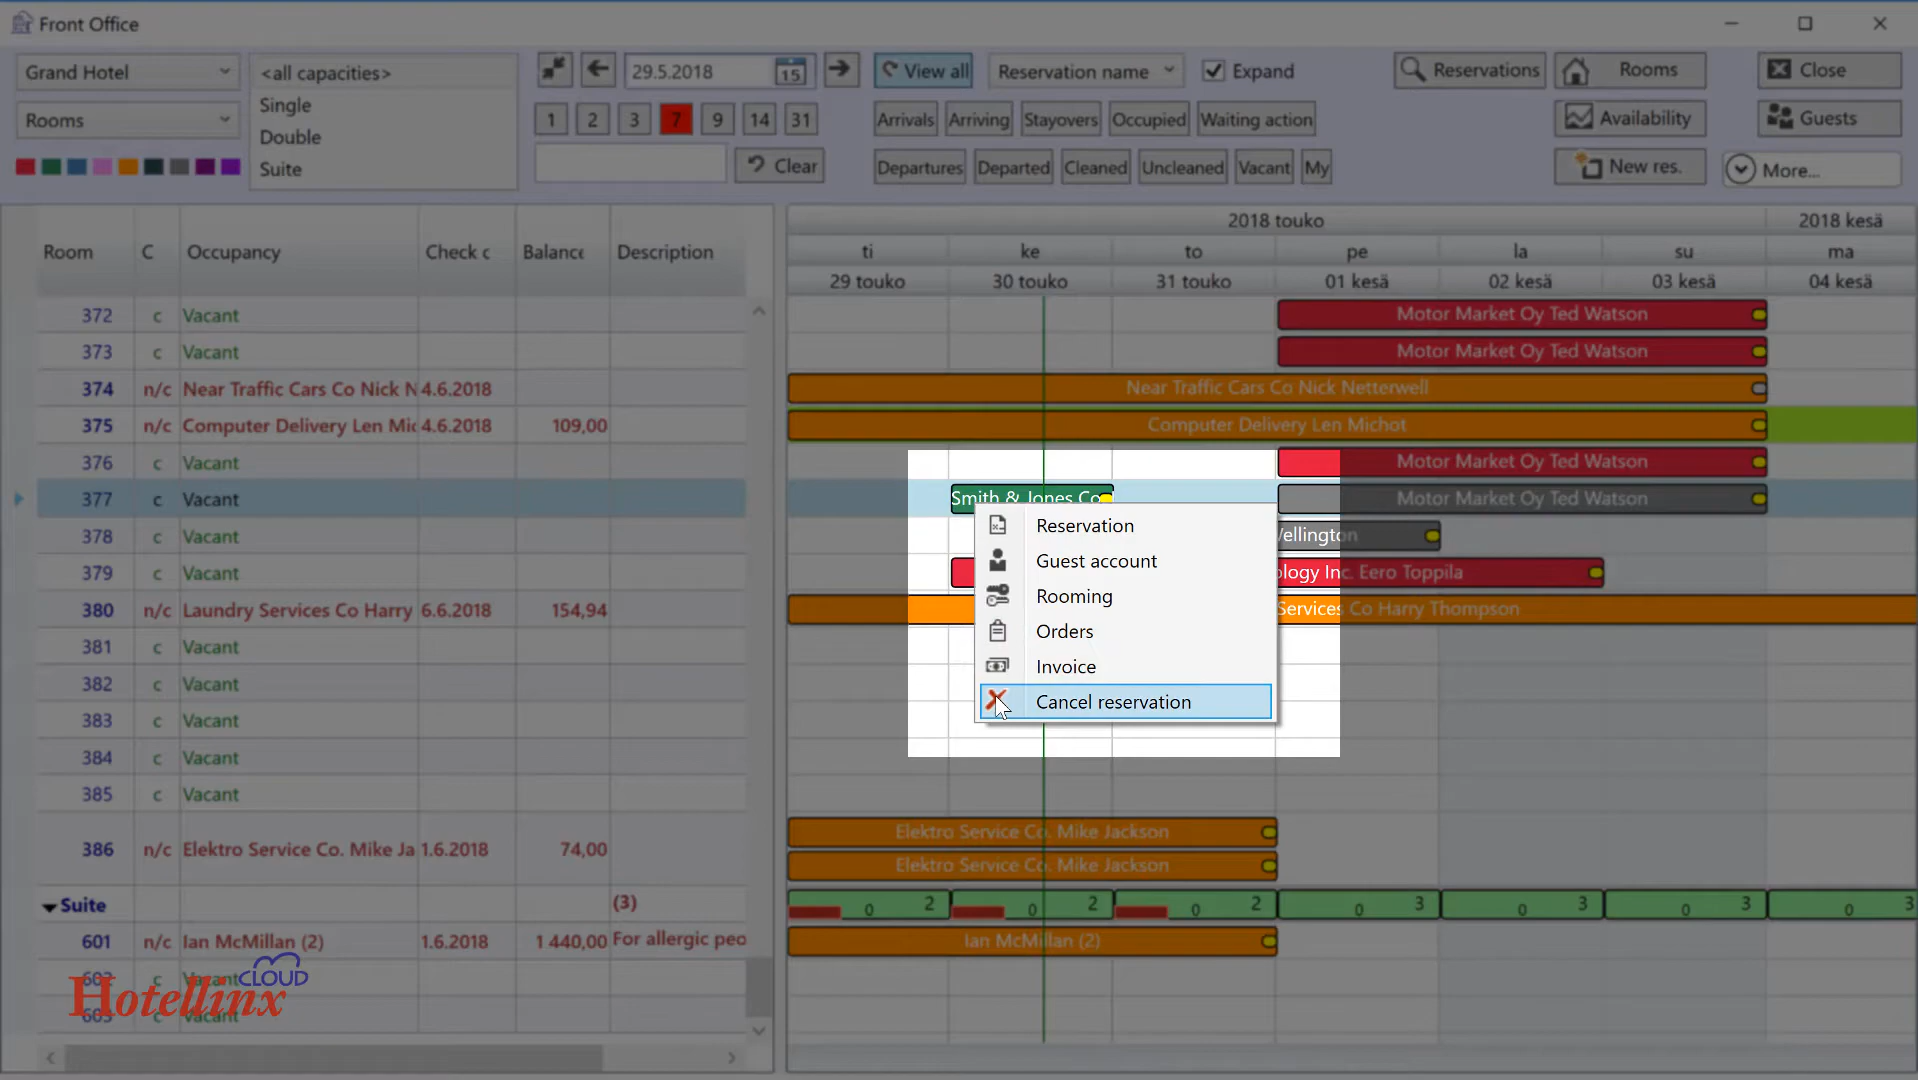 Front Office
Grand Hotel
<all capacities>
Single
Double
Suite
Rooms
29.5.2018
15
View all
Reservation name
Expand
Reservations
Rooms
Close
1 2 3 7 9 14 31
Arrivals Arriving Stayovers Occupied Waiting action
Availability
Guests
Clear
Departures Departed Cleaned Uncleaned Vacant My
New res.
More...
Room C Occupancy Check c Balance Description
2018 touko 2018 kesä
ti ke to pe la su ma
29 touko 30 touko 31 touko 01 kesä 02 kesä 03 kesä 04 kesä
372 c Vacant Motor Market Oy Ted Watson
373 c Vacant Motor Market Oy Ted Watson
374 n/c Near Traffic Cars Co Nick N 4.6.2018 Near Traffic Cars Co Nick Netterwell
375 n/c Computer Delivery Len Mic 4.6.2018 109,00 Computer Delivery Len Michot
376 c Vacant Motor Market Oy Ted Watson
377 c Vacant Smith & Jones Co Motor Market Oy Ted Watson
378 c Vacant ellington
379 c Vacant ology Inc. Eero Toppila
380 n/c Laundry Services Co Harry 6.6.2018 154,94 Services Co Harry Thompson
381 c Vacant
382 c Vacant
383 c Vacant
384 c Vacant
385 c Vacant
Reservation
Guest account
Rooming
Orders
Invoice
Cancel reservation
386 n/c Elektro Service Co. Mike Ja 1.6.2018 74,00 Elektro Service Co. Mike Jackson
Elektro Service Co. Mike Jackson
Suite (3) 0 2 0 2 0 2 0 3 0 3 0 3 0 3
601 n/c Ian McMillan (2) 1.6.2018 1 440,00 For allergic peo Ian McMillan (2)
c Vacant
c Vacant
Hotellinx CLOUD